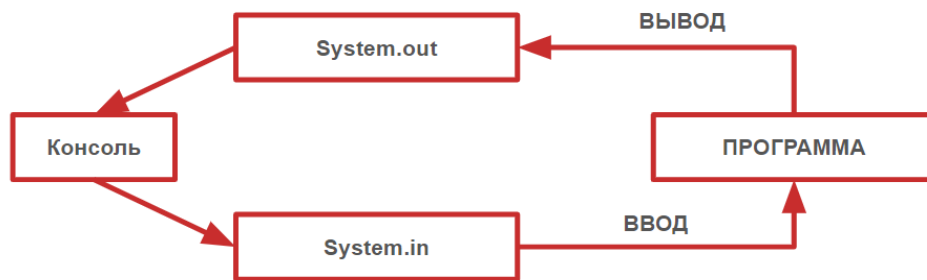 ВЫВОД
System.out
Консоль
ПРОГРАММА
ВВОД
System.in